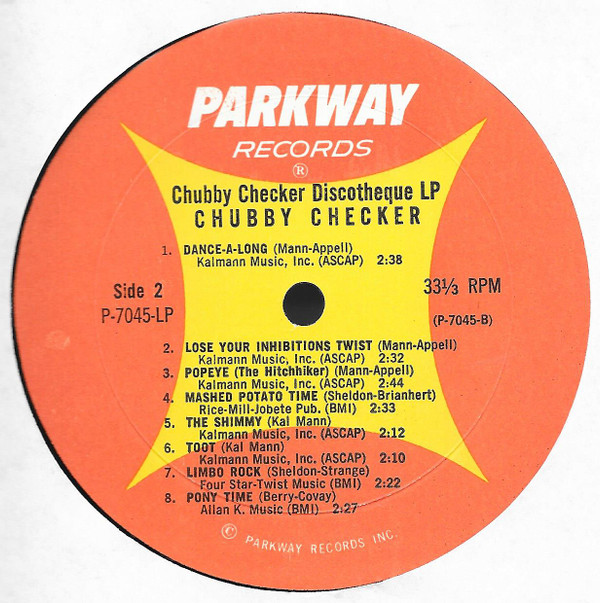 PARKWAY
RECORDS
®
Chubby Checker Discotheque LP
CHUBBY CHECKER
1. DANCE-A-LONG (Mann-Appell)
Kalmann Music, Inc. (ASCAP) 2:38
Side 2
P-7045-LP
33⅓ RPM
(P-7045-B)
2. LOSE YOUR INHIBITIONS TWIST (Mann-Appell)
Kalmann Music, Inc. (ASCAP) 2:32
3. POPEYE (The Hitchhiker) (Mann-Appell)
Kalmann Music, Inc. (ASCAP) 2:44
4. MASHED POTATO TIME (Sheldon-Brianhert)
Rice-Mill-Jobete Pub. (BMI) 2:33
5. THE SHIMMY (Kal Mann)
Kalmann Music, Inc. (ASCAP) 2:12
6. TOOT (Kal Mann)
Kalmann Music, Inc. (ASCAP) 2:10
7. LIMBO ROCK (Sheldon-Strange)
Four Star-Twist Music (BMI) 2:22
8. PONY TIME (Berry-Covay)
Allan K. Music (BMI) 2:27
© PARKWAY RECORDS INC.